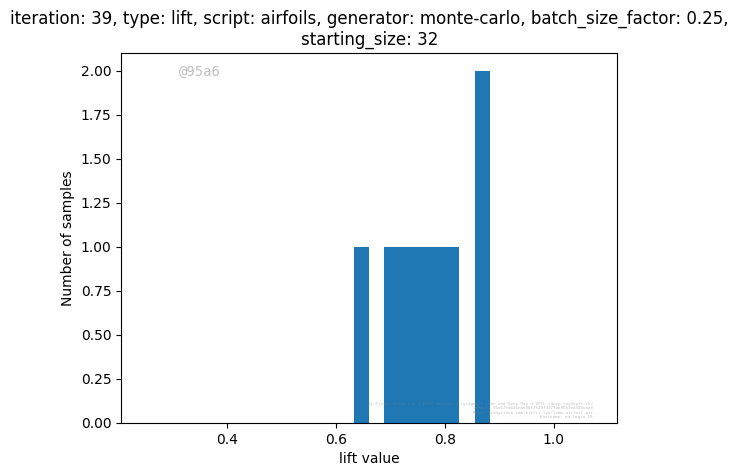 iteration: 39, type: lift, script: airfoils, generator: monte-carlo, batch_size_factor: 0.25,
starting_size: 32
@95a6
2.00
1.75
1.50
1.25
1.00
0.75
0.50
0.25
0.00
Number of samples
0.4 0.6 0.8 1.0
lift value